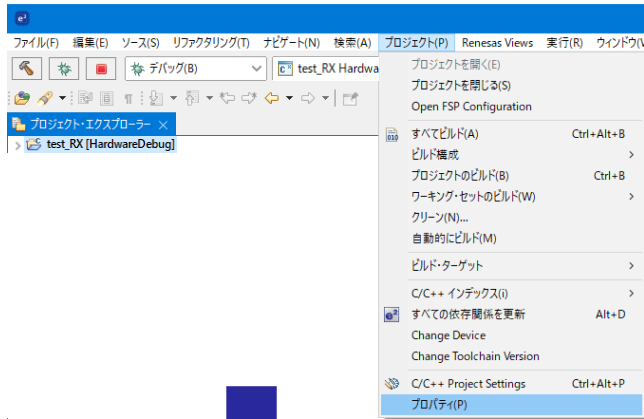 e²
ファイル(F) 編集(E) ソース(S) リファクタリング(T) ナビゲート(N) 検索(A) プロジェクト(P) Renesas Views 実行(R) ウィンドウ(W
デバッグ(B) test_RX Hardwa
プロジェクト・エクスプローラー
test_RX [HardwareDebug]
プロジェクトを開く(E)
プロジェクトを閉じる(S)
Open FSP Configuration
すべてビルド(A) Ctrl+Alt+B
ビルド構成
プロジェクトのビルド(B) Ctrl+B
ワーキング・セットのビルド(W)
クリーン(N)...
自動的にビルド(M)
ビルド・ターゲット
C/C++ インデックス(i)
すべての依存関係を更新 Alt+D
Change Device
Change Toolchain Version
C/C++ Project Settings Ctrl+Alt+P
プロパティ(P)